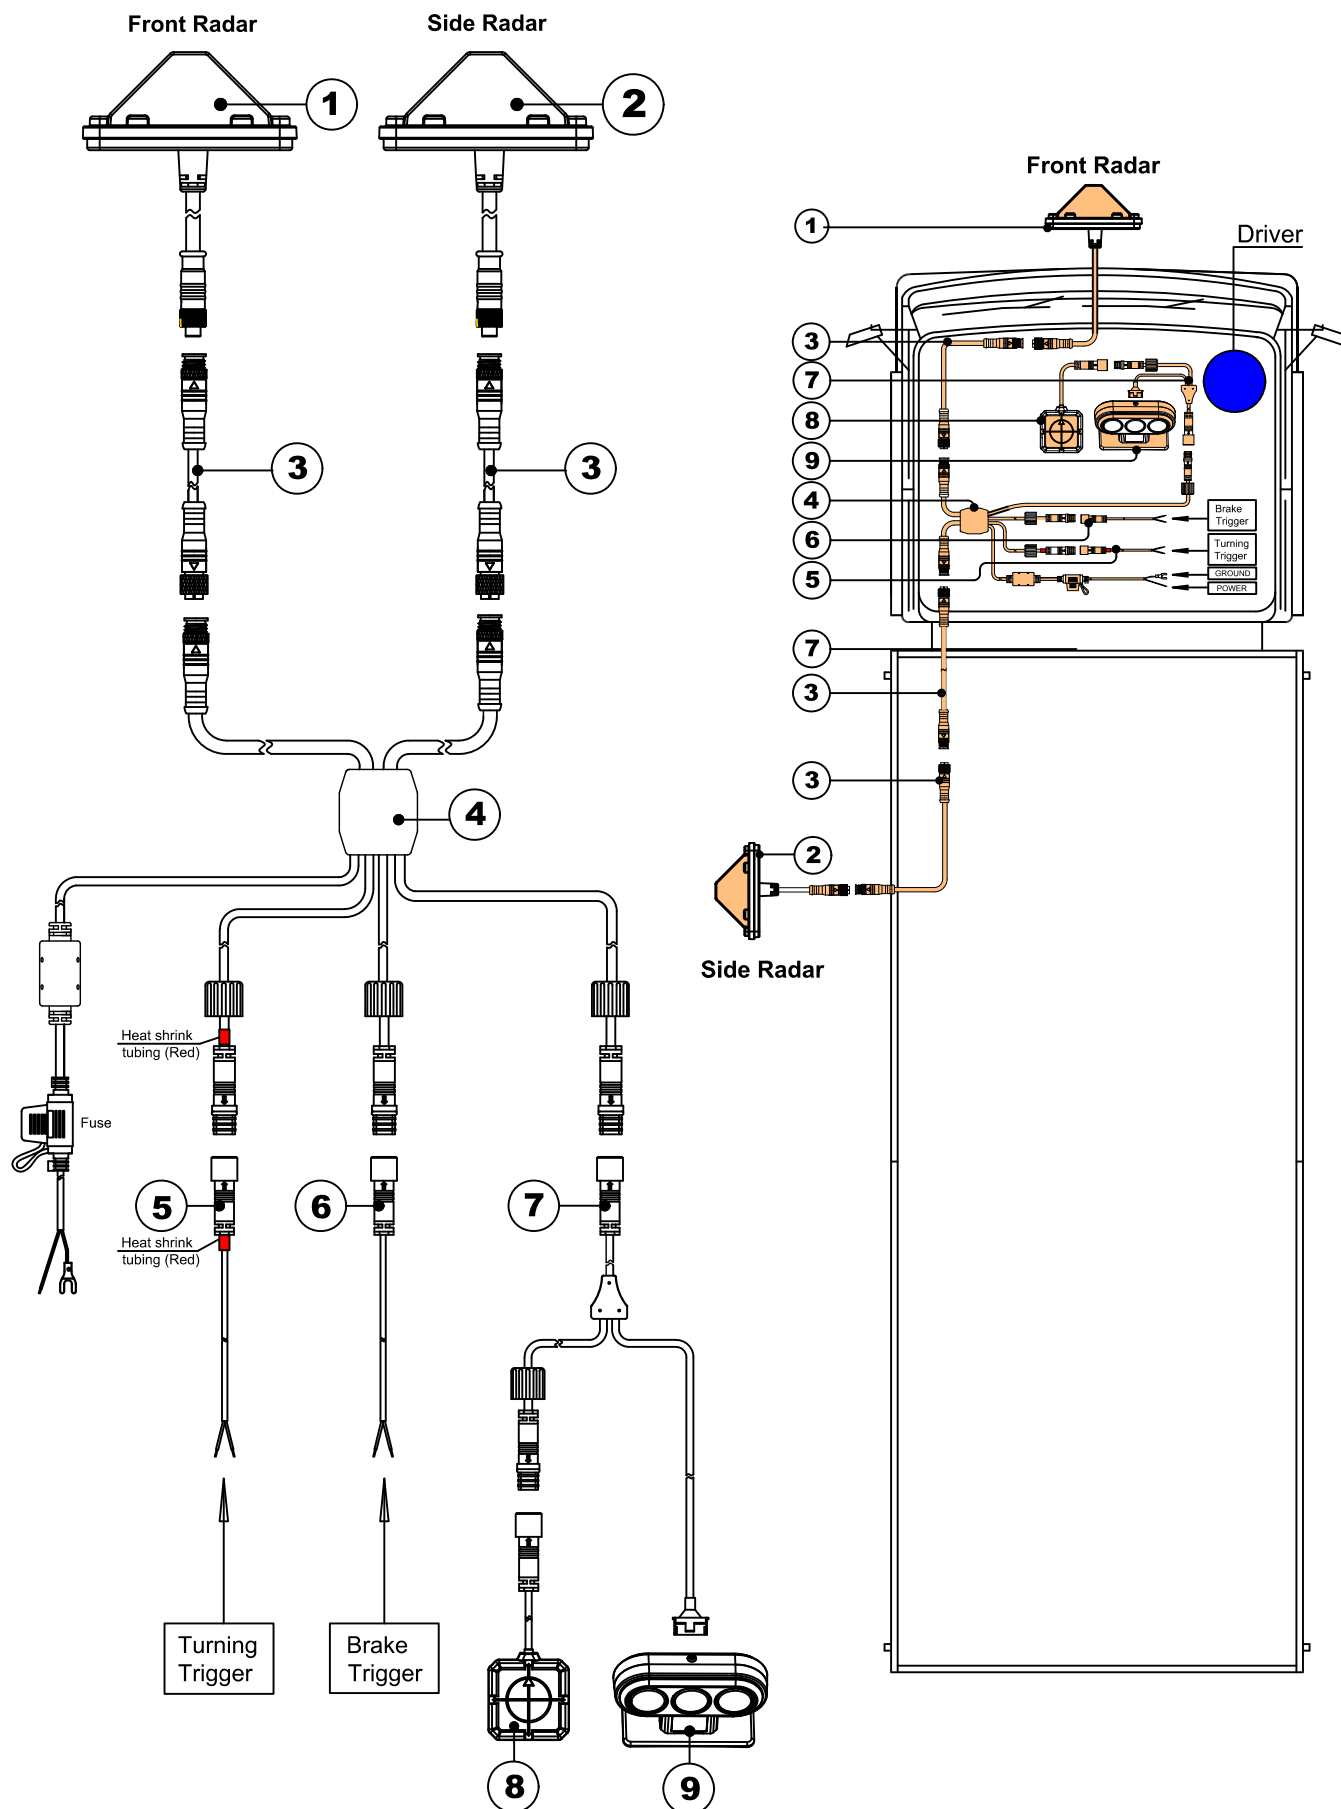 Front Radar
Side Radar
1
2
3
3
4
Heat shrink
tubing (Red)
Fuse
5
6
7
Heat shrink
tubing (Red)
Turning
Trigger
Brake
Trigger
8
9
Front Radar
1
Driver
3
7
8
9
4
6
5
Brake
Trigger
Turning
Trigger
GROUND
POWER
7
3
3
2
Side Radar